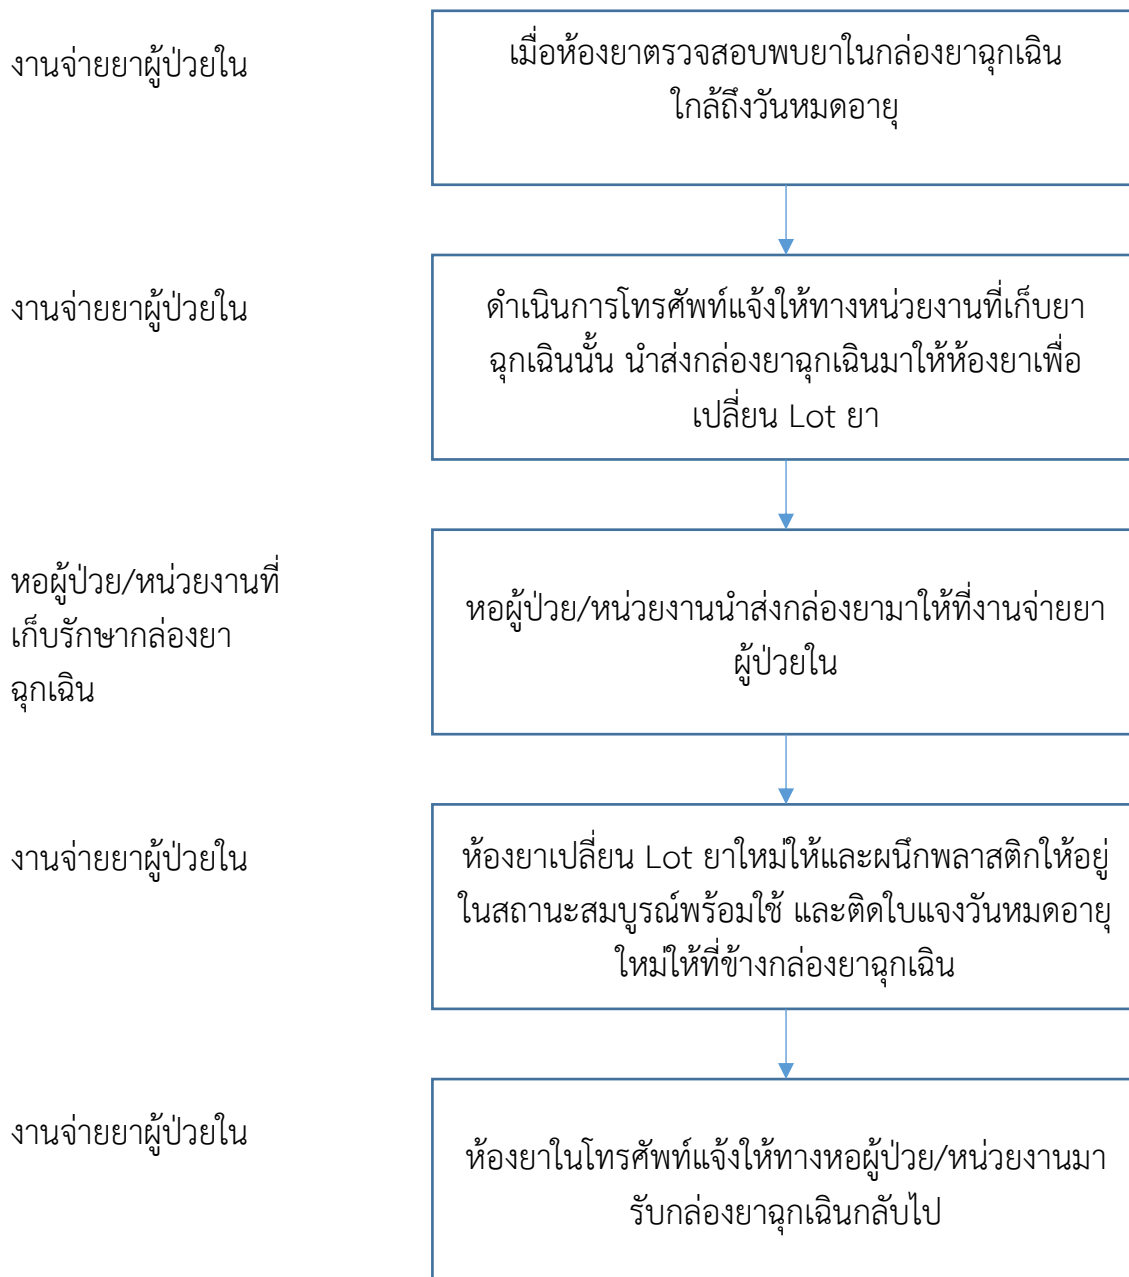 งานจ่ายยาผู้ป่วยใน
เมื่อห้องยาตรวจสอบพบยาในกล่องยาฉุกเฉิน
ใกล้ถึงวันหมดอายุ
งานจ่ายยาผู้ป่วยใน
ดำเนินการโทรศัพท์แจ้งให้ทางหน่วยงานที่เก็บยา
ฉุกเฉินนั้น นำส่งกล่องยาฉุกเฉินมาให้ห้องยาเพื่อ
เปลี่ยน Lot ยา
หอผู้ป่วย/หน่วยงานที่
เก็บรักษากล่องยา
ฉุกเฉิน
หอผู้ป่วย/หน่วยงานนำส่งกล่องยามาให้ที่งานจ่ายยา
ผู้ป่วยใน
งานจ่ายยาผู้ป่วยใน
ห้องยาเปลี่ยน Lot ยาใหม่ให้และผนึกพลาสติกให้อยู่
ในสถานะสมบูรณ์พร้อมใช้ และติดใบแจงวันหมดอายุ
ใหม่ให้ที่ข้างกล่องยาฉุกเฉิน
งานจ่ายยาผู้ป่วยใน
ห้องยาในโทรศัพท์แจ้งให้ทางหอผู้ป่วย/หน่วยงานมา
รับกล่องยาฉุกเฉินกลับไป